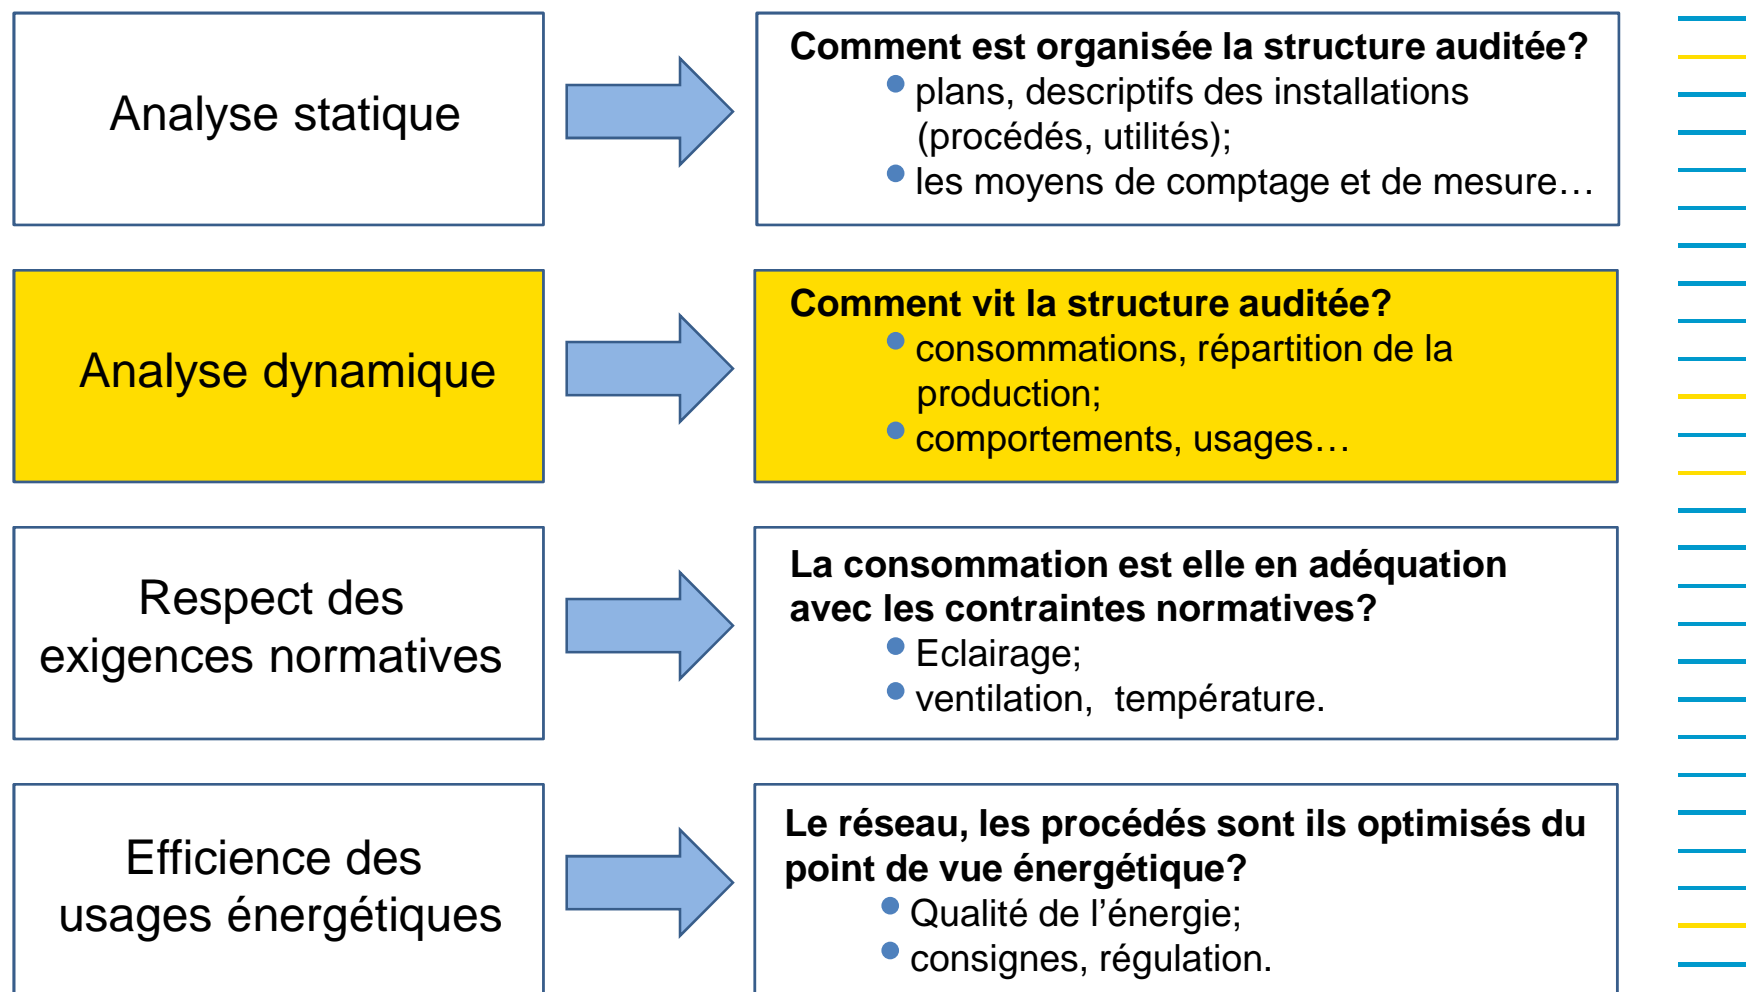 Analyse statique
Comment est organisée la structure auditée?
plans, descriptifs des installations
(procédés, utilités);
les moyens de comptage et de mesure…
Analyse dynamique
Comment vit la structure auditée?
consommations, répartition de la
production;
comportements, usages…
Respect des
exigences normatives
La consommation est elle en adéquation
avec les contraintes normatives?
Eclairage;
ventilation, température.
Efficience des
usages énergétiques
Le réseau, les procédés sont ils optimisés du
point de vue énergétique?
Qualité de l’énergie;
consignes, régulation.